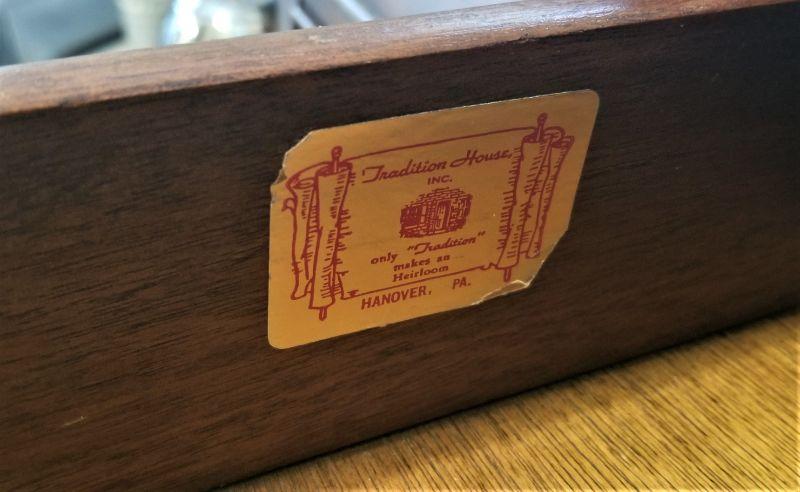 Tradition House,
INC.
only "Tradition"
makes an
Heirloom
HANOVER, PA.